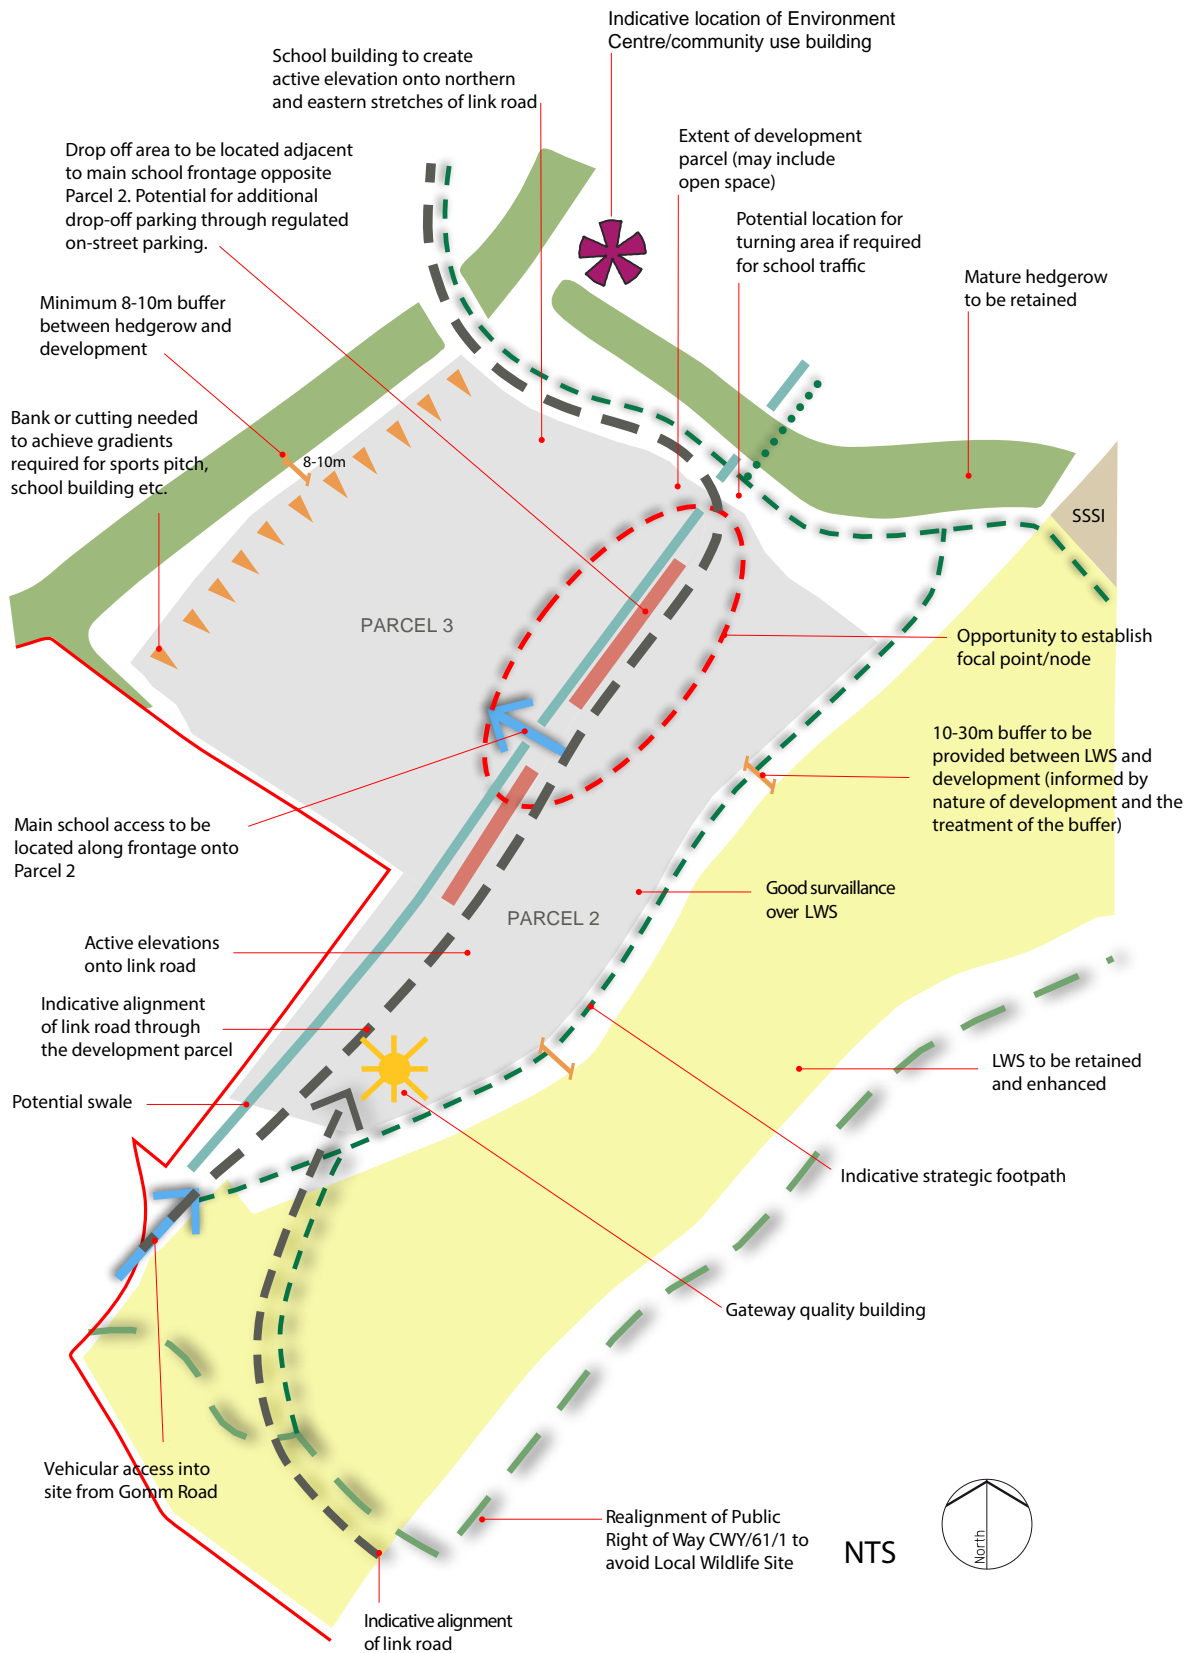 Indicative location of Environment
Centre/community use building
School building to create
active elevation onto northern
and eastern stretches of link road
Extent of development
parcel (may include
open space)
Drop off area to be located adjacent
to main school frontage opposite
Parcel 2. Potential for additional
drop-off parking through regulated
on-street parking.
Potential location for
turning area if required
for school traffic
Mature hedgerow
to be retained
Minimum 8-10m buffer
between hedgerow and
development
Bank or cutting needed
to achieve gradients
required for sports pitch,
school building etc.
8-10m
SSSI
PARCEL 3
Opportunity to establish
focal point/node
10-30m buffer to be
provided between LWS and
development (informed by
nature of development and the
treatment of the buffer)
Main school access to be
located along frontage onto
Parcel 2
Good survaillance
over LWS
PARCEL 2
Active elevations
onto link road
Indicative alignment
of link road through
the development parcel
LWS to be retained
and enhanced
Potential swale
Indicative strategic footpath
Gateway quality building
Vehicular access into
site from Gomm Road
Realignment of Public
Right of Way CWY/61/1 to
avoid Local Wildlife Site
NTS
North
Indicative alignment
of link road